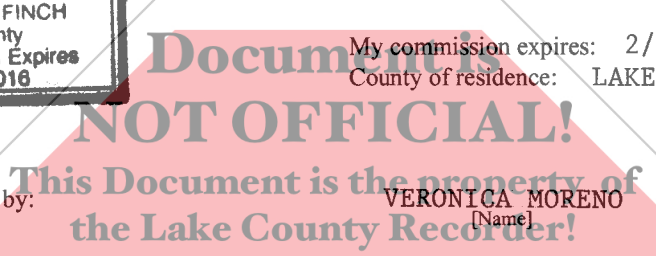 FINCH
nty
Expires
016
My commission expires: 2/
County of residence: LAKE
Document is
NOT OFFICIAL!
This Document is the property of
the Lake County Recorder!
by: VERONICA MORENO
[Name]